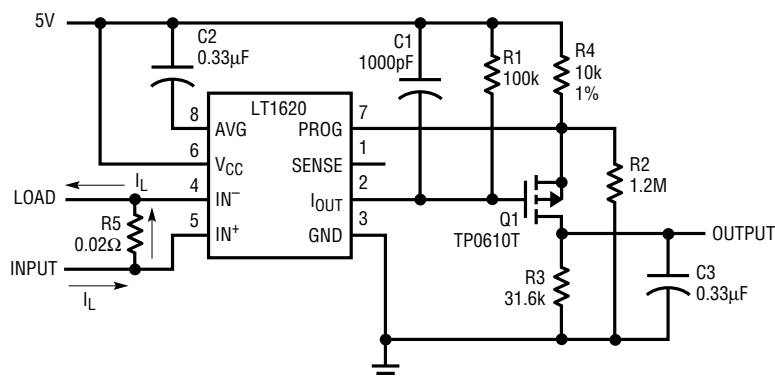 5V
C2
0.33µF
C1
1000pF
R1
100k
R4
10k
1%
LT1620
8
AVG
PROG
7
6
VCC
SENSE
1
4
IN–
IOUT
2
5
IN+
GND
3
LOAD
IL
R5
0.02Ω
INPUT
IL
Q1
TP0610T
R2
1.2M
OUTPUT
R3
31.6k
C3
0.33µF